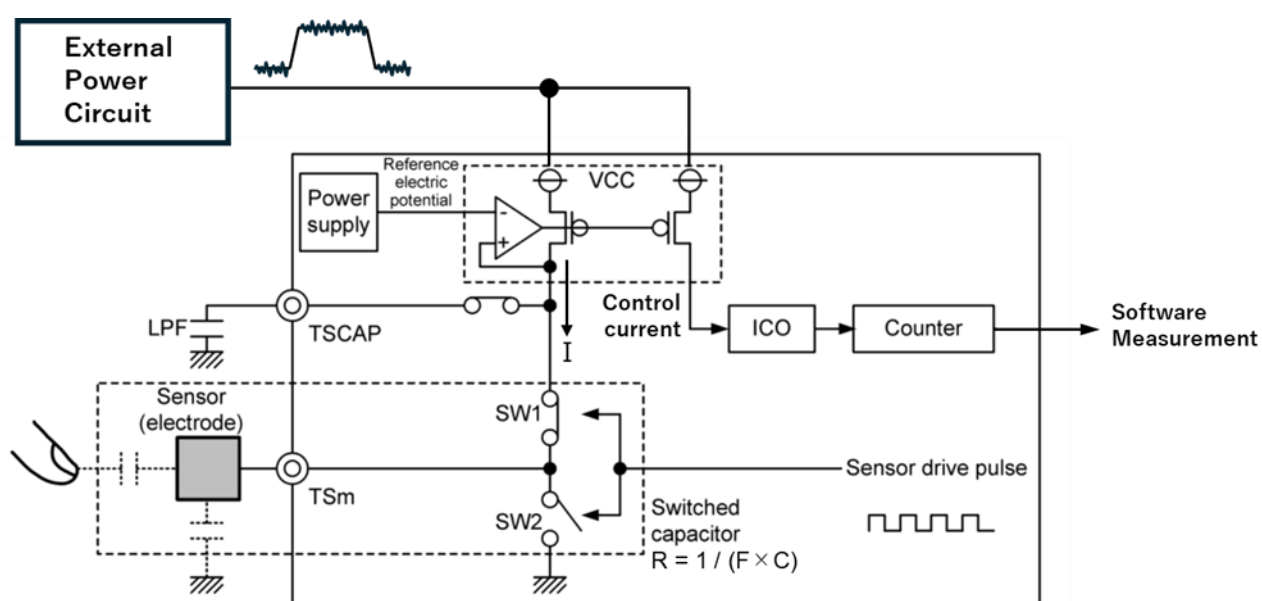 External
Power
Circuit
Reference
electric
potential
VCC
Power
supply
-
+
Control
current
LPF
TSCAP
I
ICO
Counter
Software
Measurement
Sensor
(electrode)
SW1
TSm
Sensor drive pulse
SW2
Switched
capacitor
R = 1 / (F × C)